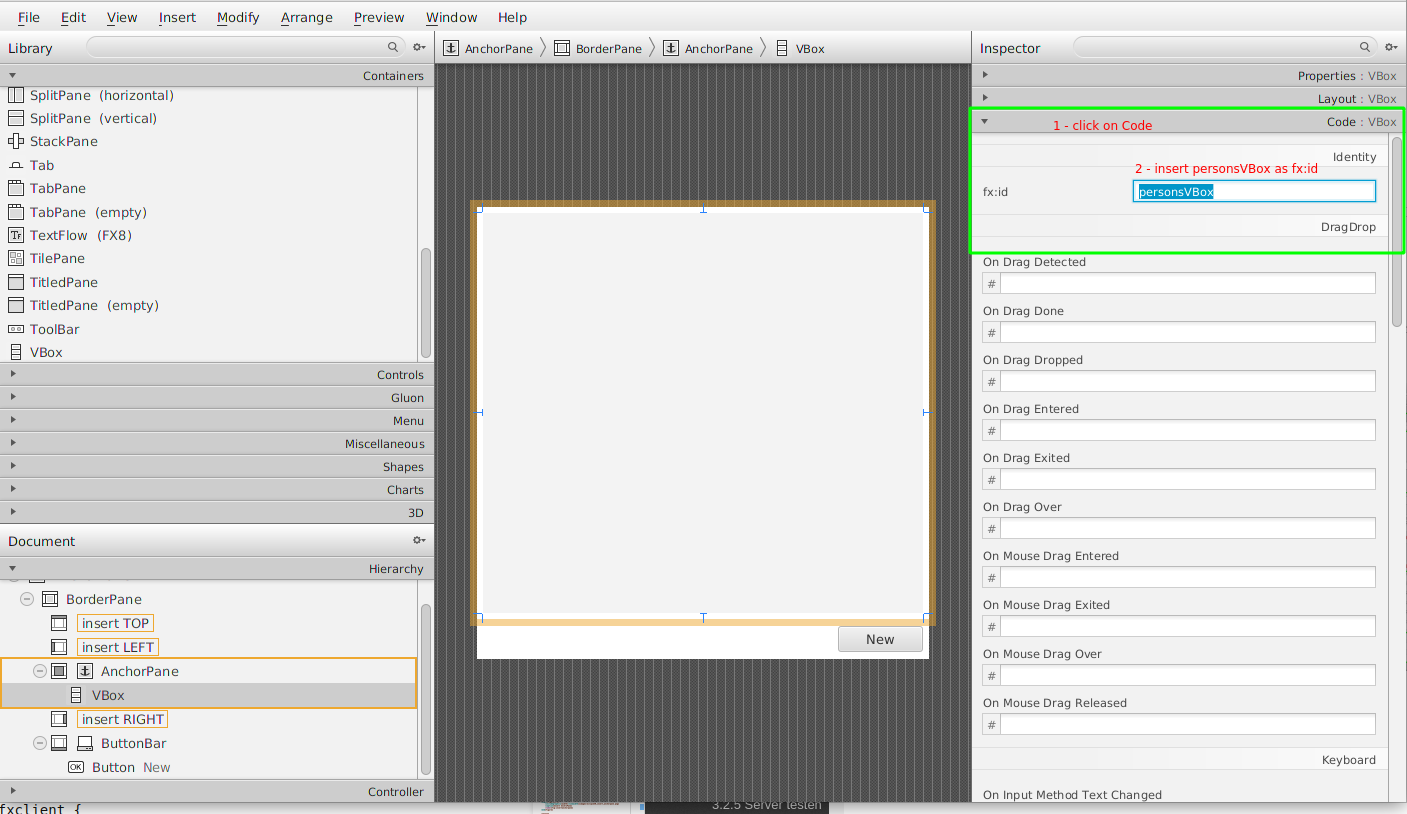 File Edit View Insert Modify Arrange Preview Window Help
Library
AnchorPane BorderPane AnchorPane VBox
Inspector
Containers
SplitPane (horizontal)
SplitPane (vertical)
StackPane
Tab
TabPane
TabPane (empty)
TextFlow (FX8)
TilePane
TitledPane
TitledPane (empty)
ToolBar
VBox
Controls
Gluon
Menu
Miscellaneous
Shapes
Charts
3D
Document
Hierarchy
BorderPane
insert TOP
insert LEFT
AnchorPane
VBox
insert RIGHT
ButtonBar
OK Button New
Controller
fxclient {
New
3.2.5 Server testen
Properties : VBox
Layout : VBox
1 - click on Code
Code : VBox
Identity
2 - insert personsVBox as fx:id
fx:id personsVBox
DragDrop
On Drag Detected
#
On Drag Done
#
On Drag Dropped
#
On Drag Entered
#
On Drag Exited
#
On Drag Over
#
On Mouse Drag Entered
#
On Mouse Drag Exited
#
On Mouse Drag Over
#
On Mouse Drag Released
#
Keyboard
On Input Method Text Changed